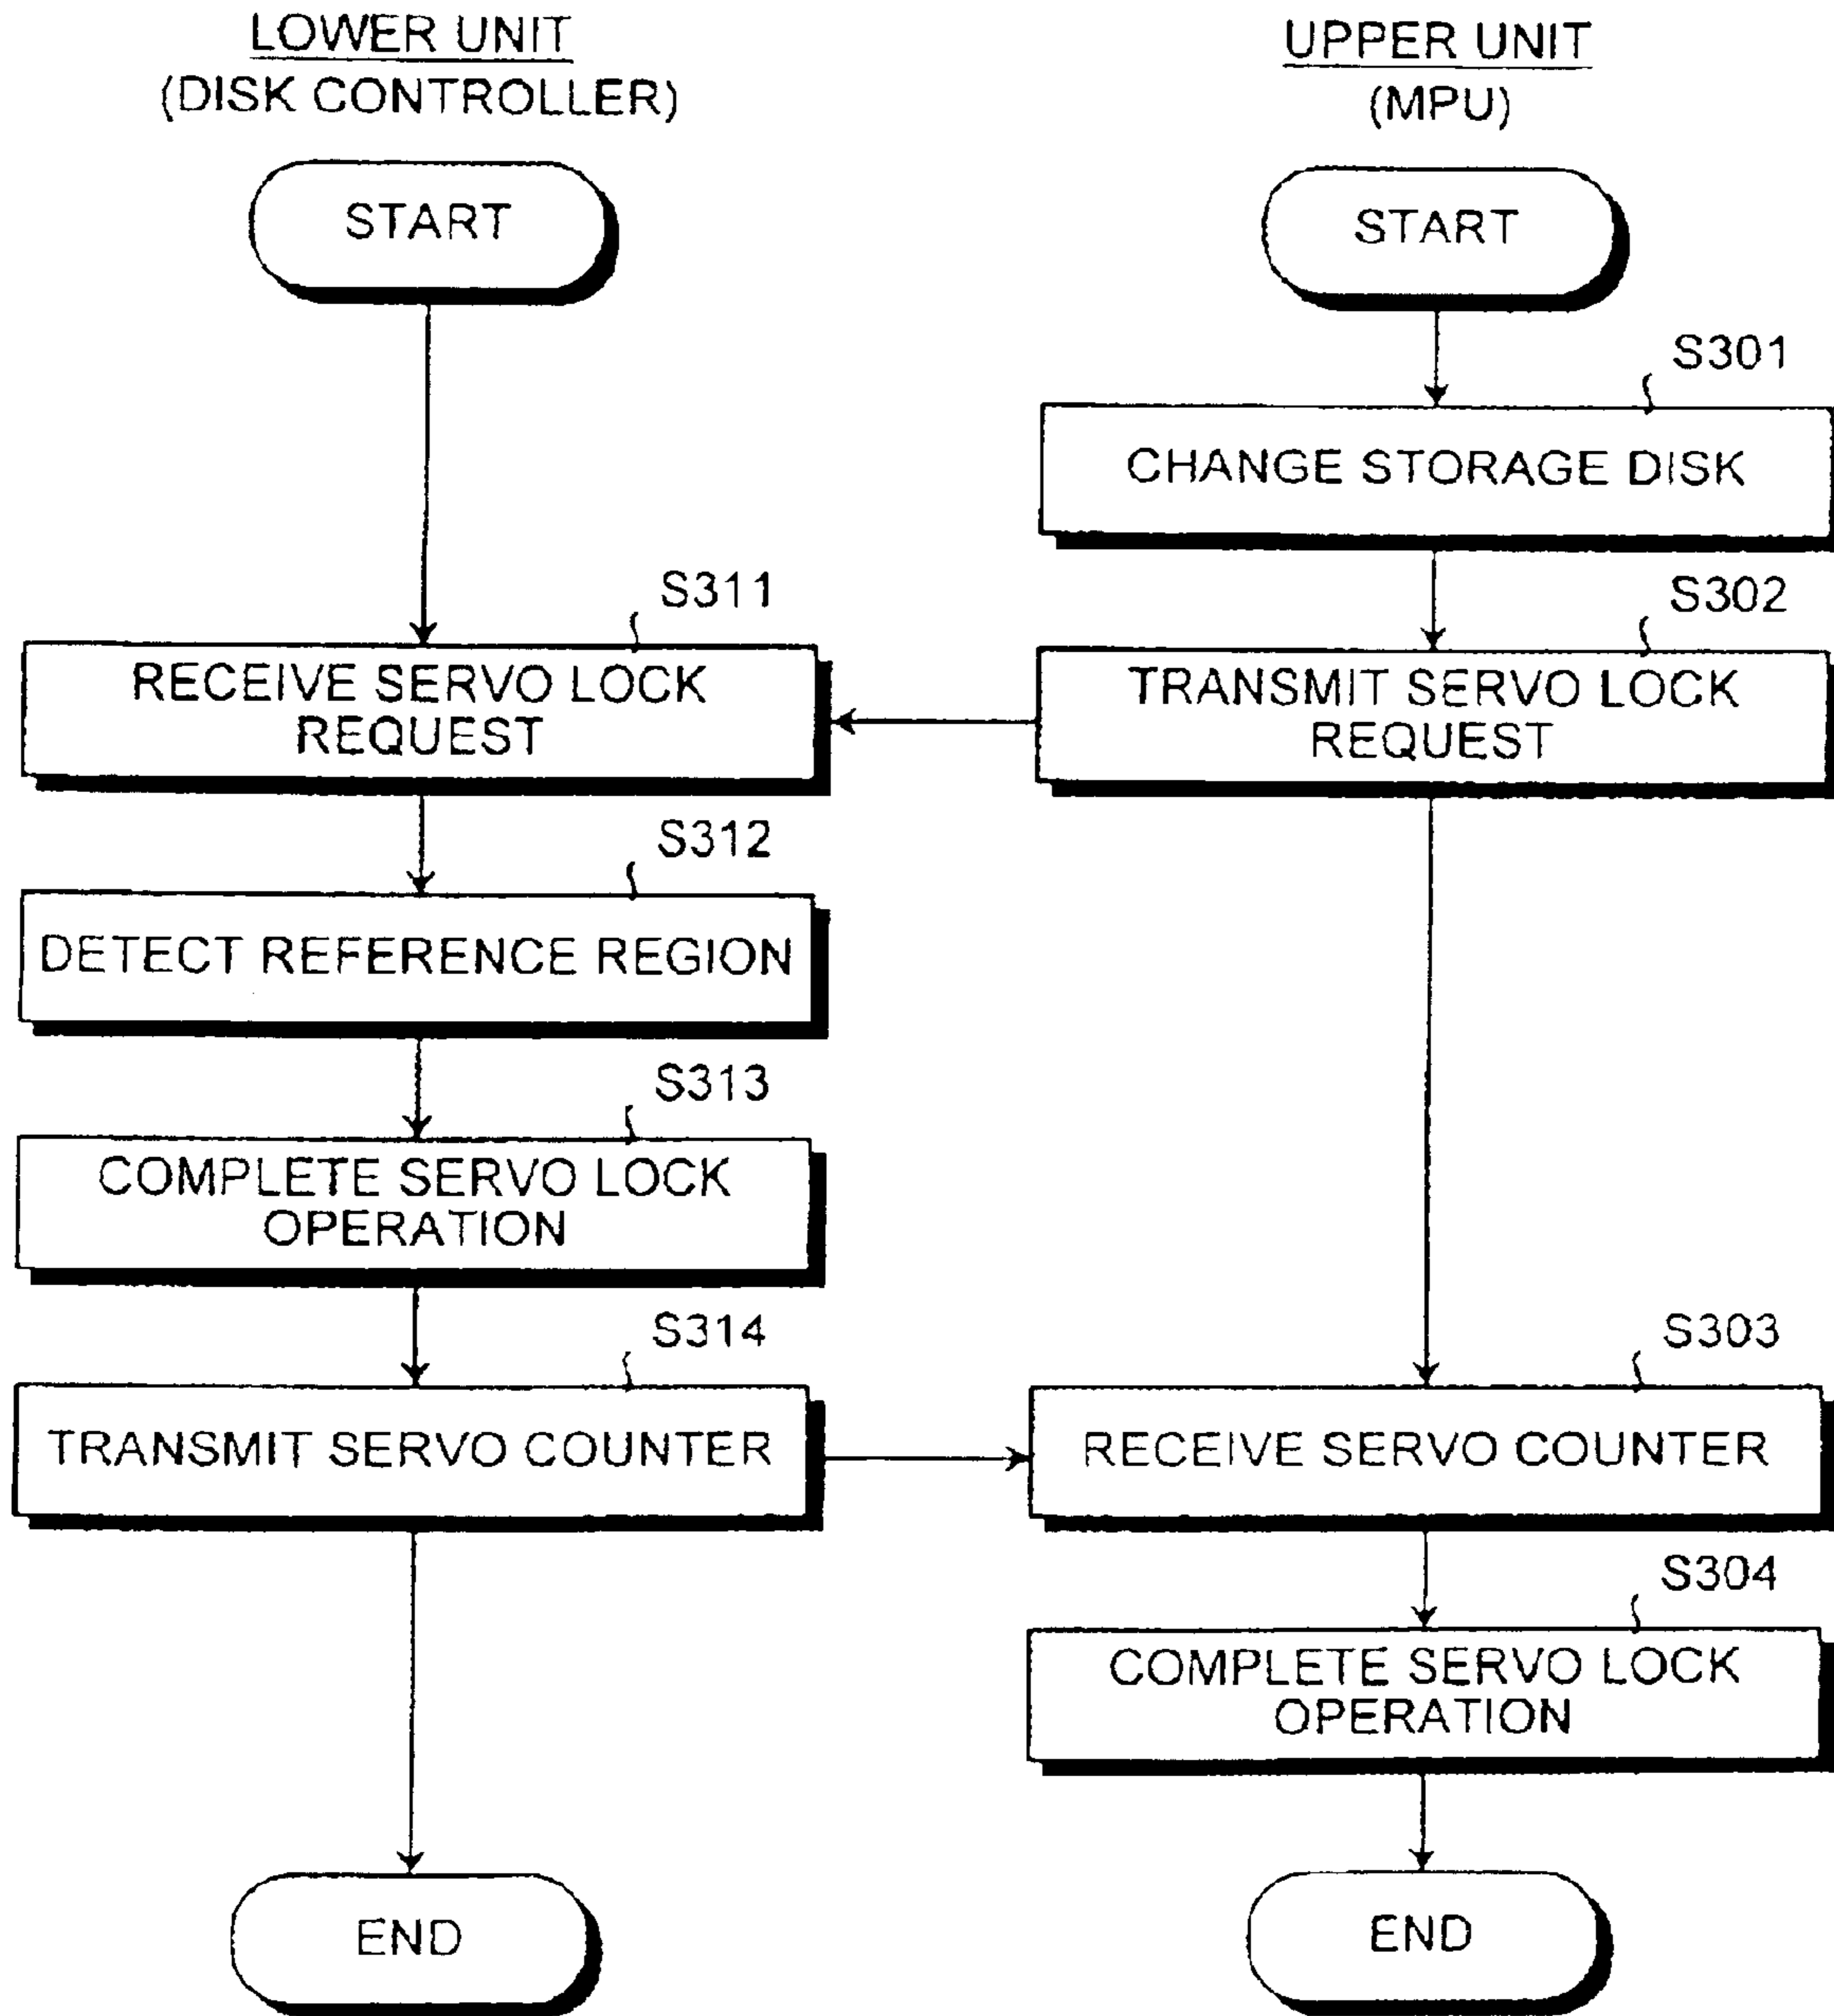 LOWER UNIT
(DISK CONTROLLER)
START
S311
RECEIVE SERVO LOCK
REQUEST
S312
DETECT REFERENCE REGION
S313
COMPLETE SERVO LOCK
OPERATION
S314
TRANSMIT SERVO COUNTER
END
UPPER UNIT
(MPU)
START
S301
CHANGE STORAGE DISK
S302
TRANSMIT SERVO LOCK
REQUEST
S303
RECEIVE SERVO COUNTER
S304
COMPLETE SERVO LOCK
OPERATION
END